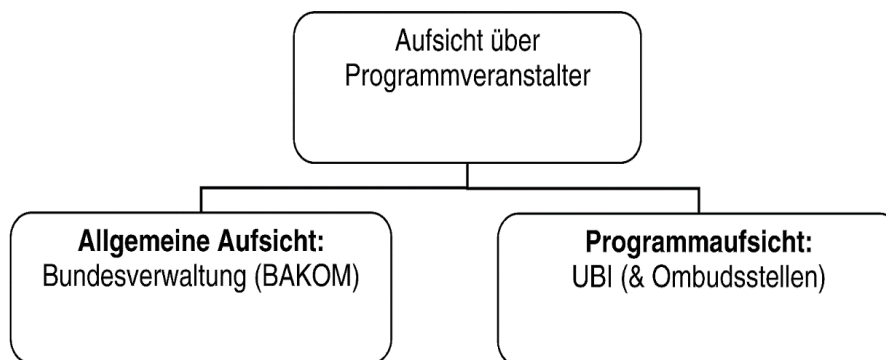 Aufsicht über
Programmveranstalter
Allgemeine Aufsicht:
Bundesverwaltung (BAKOM)
Programmaufsicht:
UBI (& Ombudsstellen)